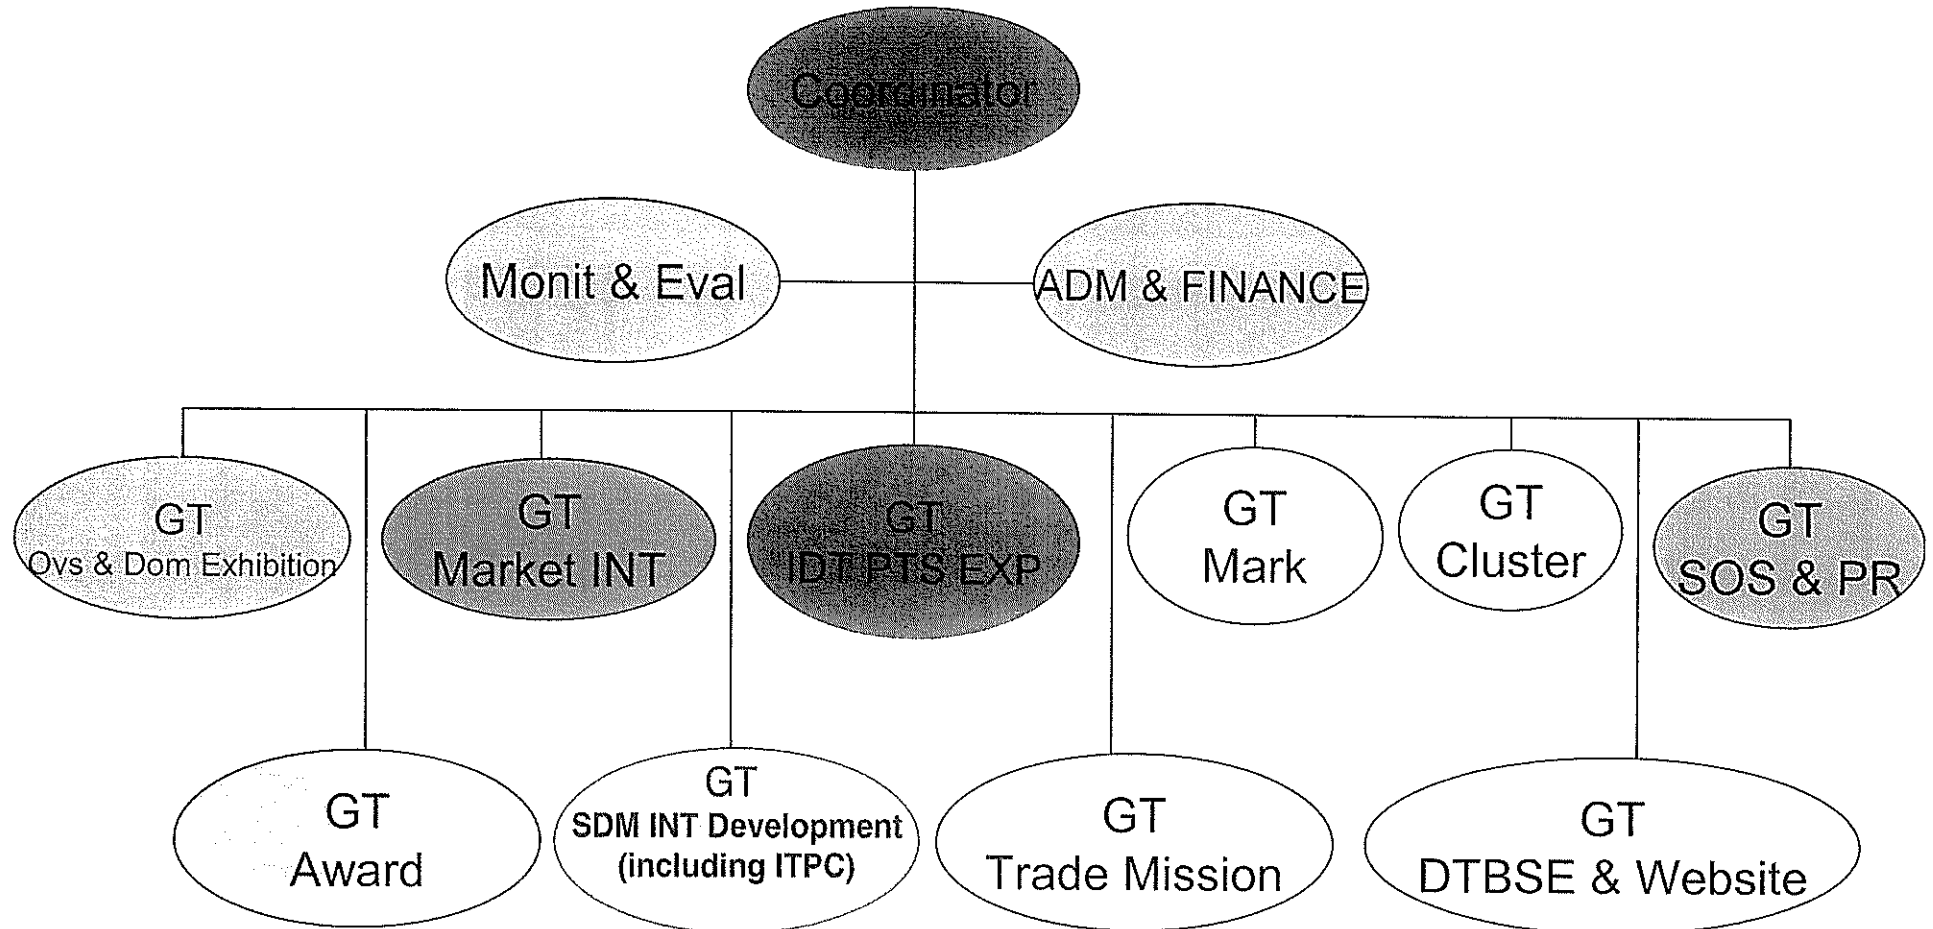 Coordinator
Monit & Eval
ADM & FINANCE
GT
Ovs & Dom Exhibition
GT
Market INT
GT
IDT PTS EXP
GT
Mark
GT
Cluster
GT
SOS & PR
GT
Award
GT
SDM INT Development
(including ITPC)
GT
Trade Mission
GT
DTBSE & Website